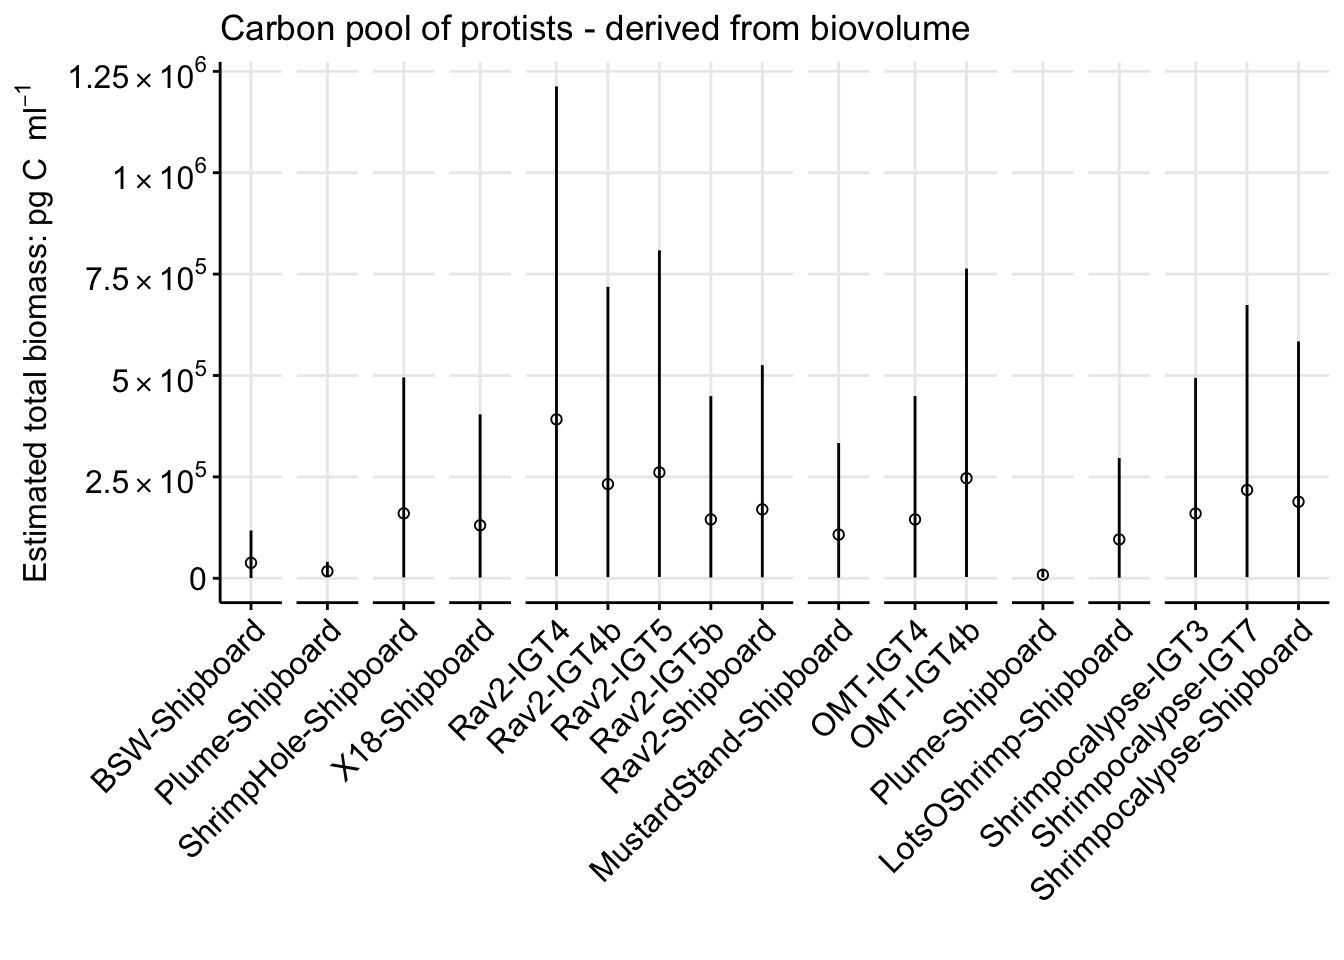 Carbon pool of protists - derived from biovolume
Estimated total biomass: pg C ml⁻¹
1.25 × 10⁶
1 × 10⁶
7.5 × 10⁵
5 × 10⁵
2.5 × 10⁵
0
BSW-Shipboard
Plume-Shipboard
ShrimpHole-Shipboard
X18-Shipboard
Rav2-IGT4
Rav2-IGT4b
Rav2-IGT5
Rav2-IGT5b
Rav2-Shipboard
MustardStand-Shipboard
OMT-IGT4
OMT-IGT4b
Plume-Shipboard
LotsOShrimp-Shipboard
Shrimpocalypse-IGT3
Shrimpocalypse-IGT7
Shrimpocalypse-Shipboard